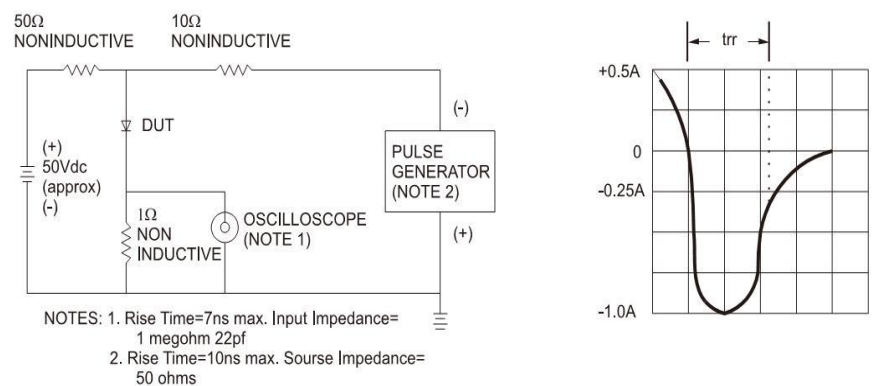 50Ω
NONINDUCTIVE
10Ω
NONINDUCTIVE
DUT
(+)
50Vdc
(approx)
(-)
1Ω
NON
INDUCTIVE
OSCILLOSCOPE
(NOTE 1)
(-)
PULSE
GENERATOR
(NOTE 2)
(+)
NOTES: 1. Rise Time=7ns max. Input Impedance=
1 megohm 22pf
2. Rise Time=10ns max. Sourse Impedance=
50 ohms
trr
+0.5A
0
-0.25A
-1.0A